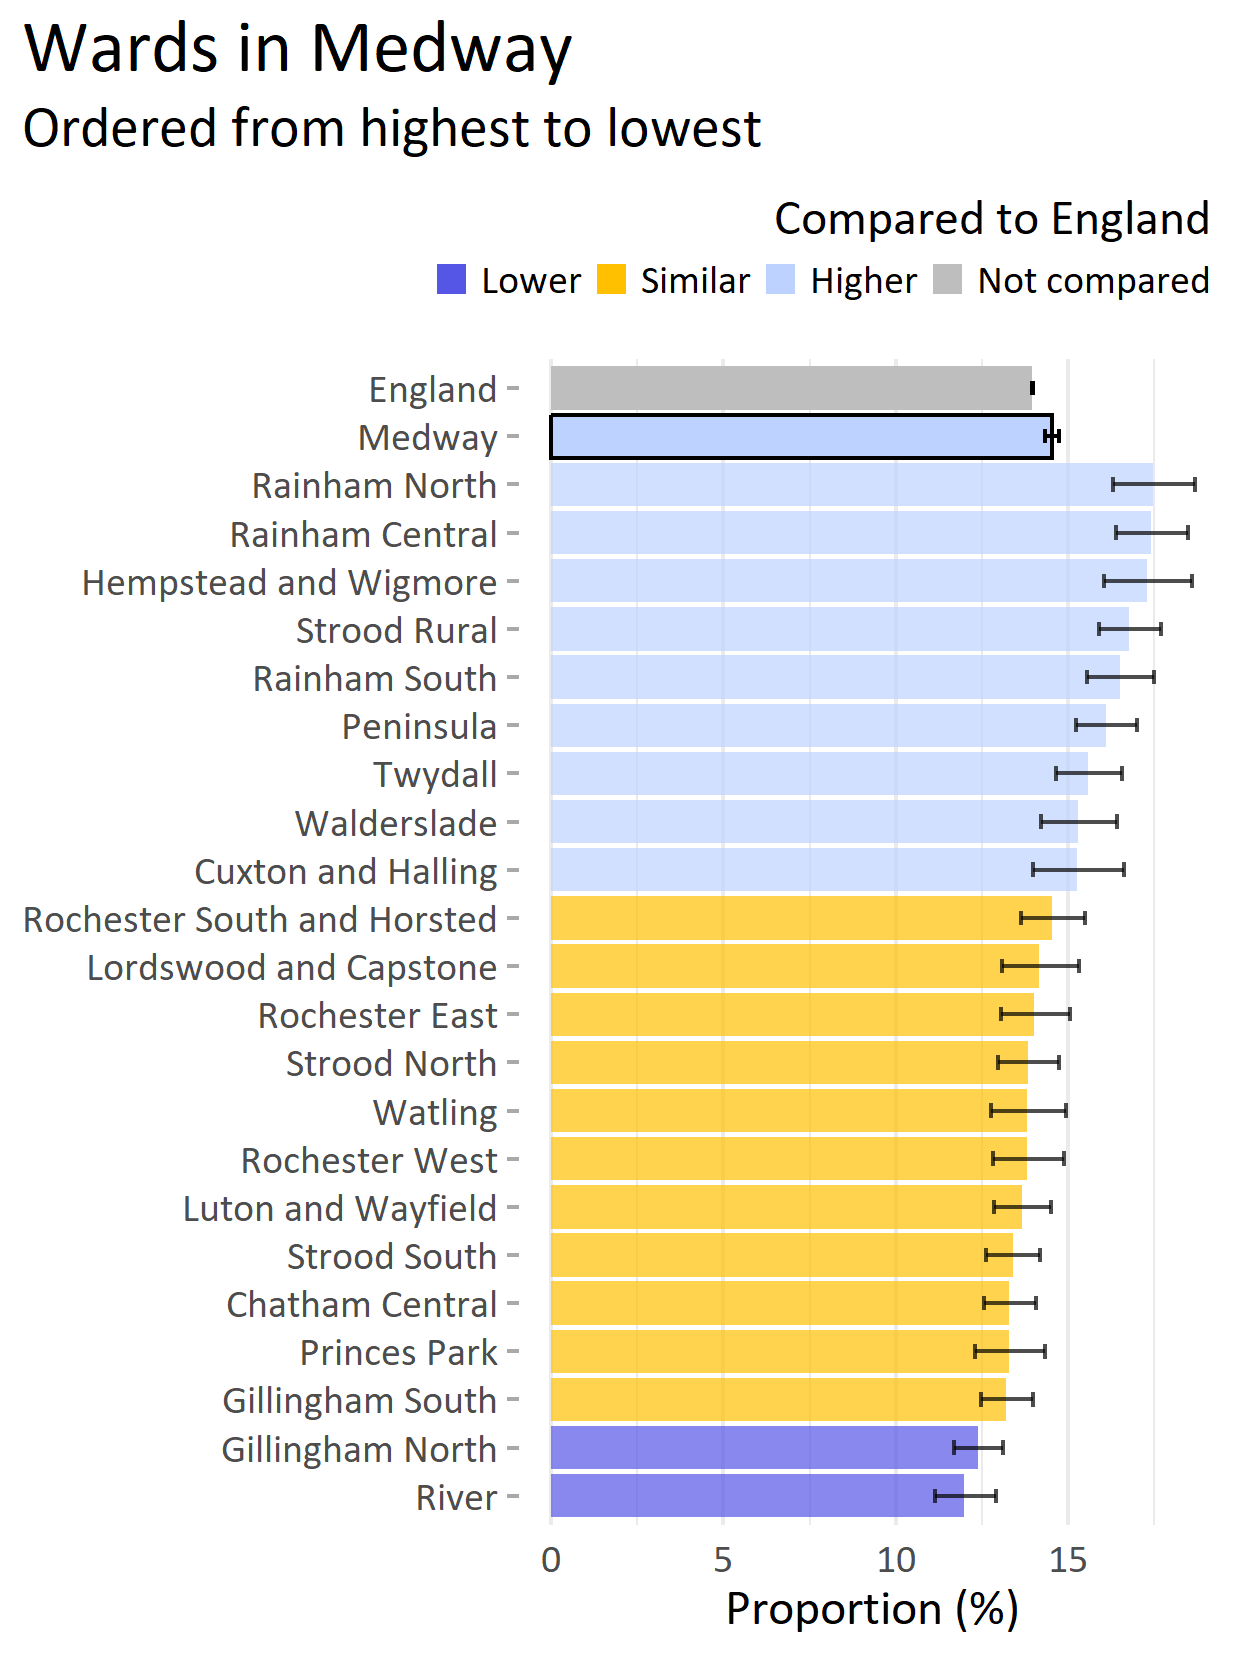 Wards in Medway
Ordered from highest to lowest
Compared to England
Lower Similar Higher Not compared
England
Medway
Rainham North
Rainham Central
Hempstead and Wigmore
Strood Rural
Rainham South
Peninsula
Twydall
Walderslade
Cuxton and Halling
Rochester South and Horsted
Lordswood and Capstone
Rochester East
Strood North
Watling
Rochester West
Luton and Wayfield
Strood South
Chatham Central
Princes Park
Gillingham South
Gillingham North
River
0 5 10 15
Proportion (%)